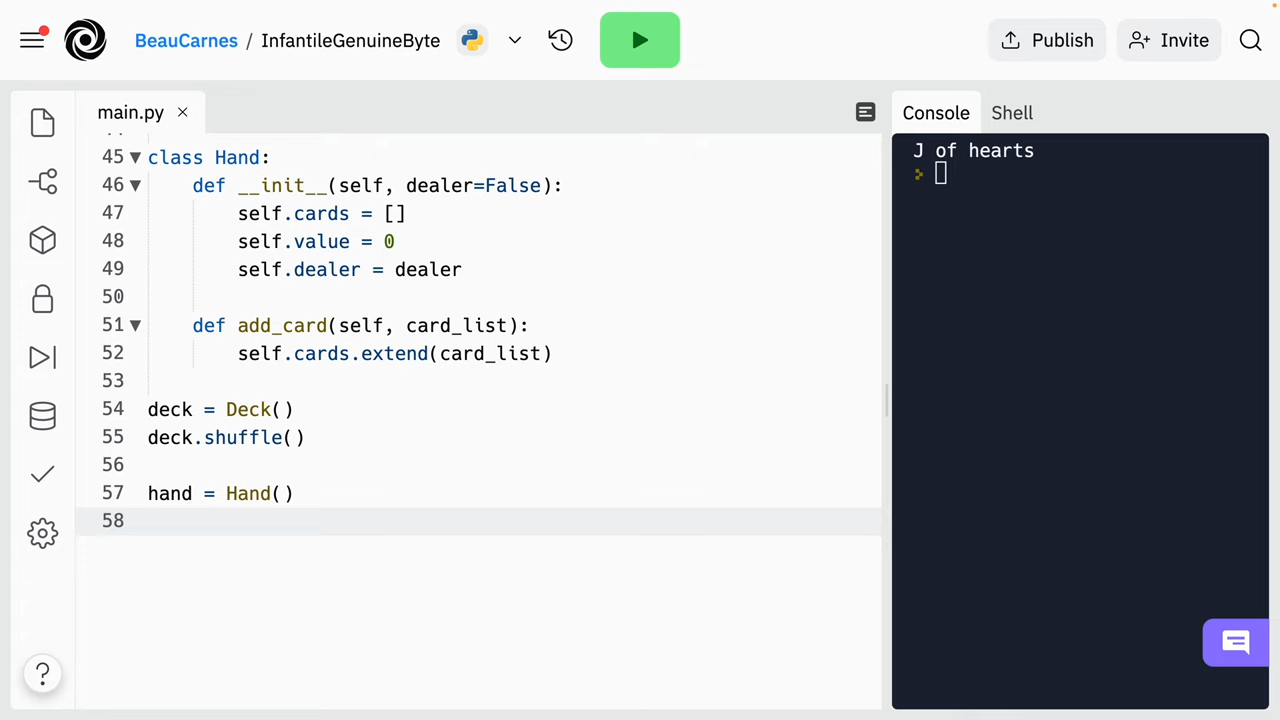 BeauCarnes / InfantileGenuineByte
Publish
Invite
main.py
Console
Shell
45 class Hand:
46     def __init__(self, dealer=False):
47         self.cards = []
48         self.value = 0
49         self.dealer = dealer
50
51     def add_card(self, card_list):
52         self.cards.extend(card_list)
53
54 deck = Deck()
55 deck.shuffle()
56
57 hand = Hand()
58
J of hearts
?